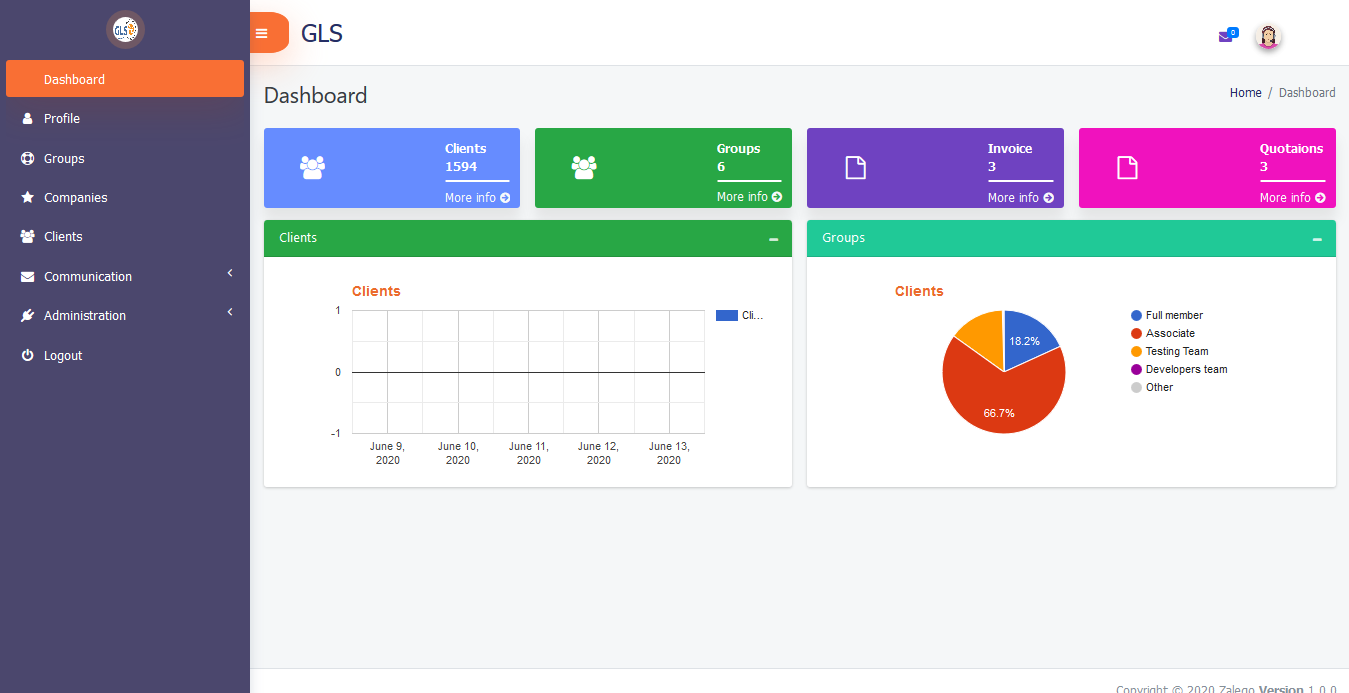 GLS
GLS
0
Dashboard
Profile
Groups
Companies
Clients
Communication
Administration
Logout
Dashboard
Home / Dashboard
Clients
1594
More info
Groups
6
More info
Invoice
3
More info
Quotaions
3
More info
Clients
Clients
1
0
-1
June 9,
2020
June 10,
2020
June 11,
2020
June 12,
2020
June 13,
2020
Cli...
Groups
Clients
18.2%
66.7%
Full member
Associate
Testing Team
Developers team
Other
Copyright © 2020 Zalego Version 1.0.0